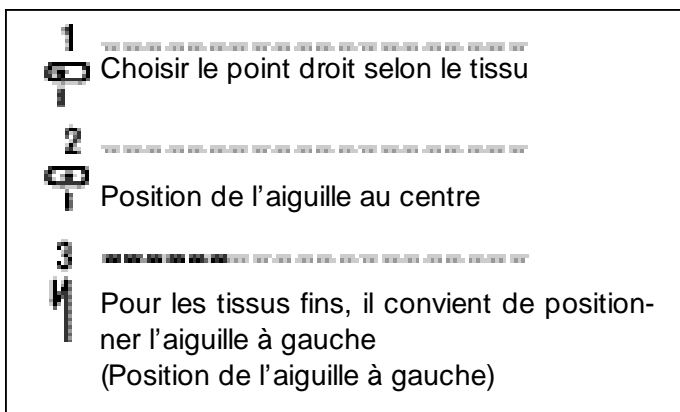 1
Choisir le point droit selon le tissu
2
Position de l’aiguille au centre
3
Pour les tissus fins, il convient de position-
ner l’aiguille à gauche
(Position de l’aiguille à gauche)